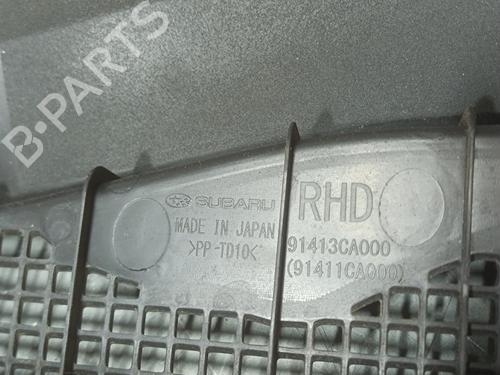 B-PARTS
SUBARU RHD
MADE IN JAPAN 91413CA000
>PP-TD10< (91411CA000)